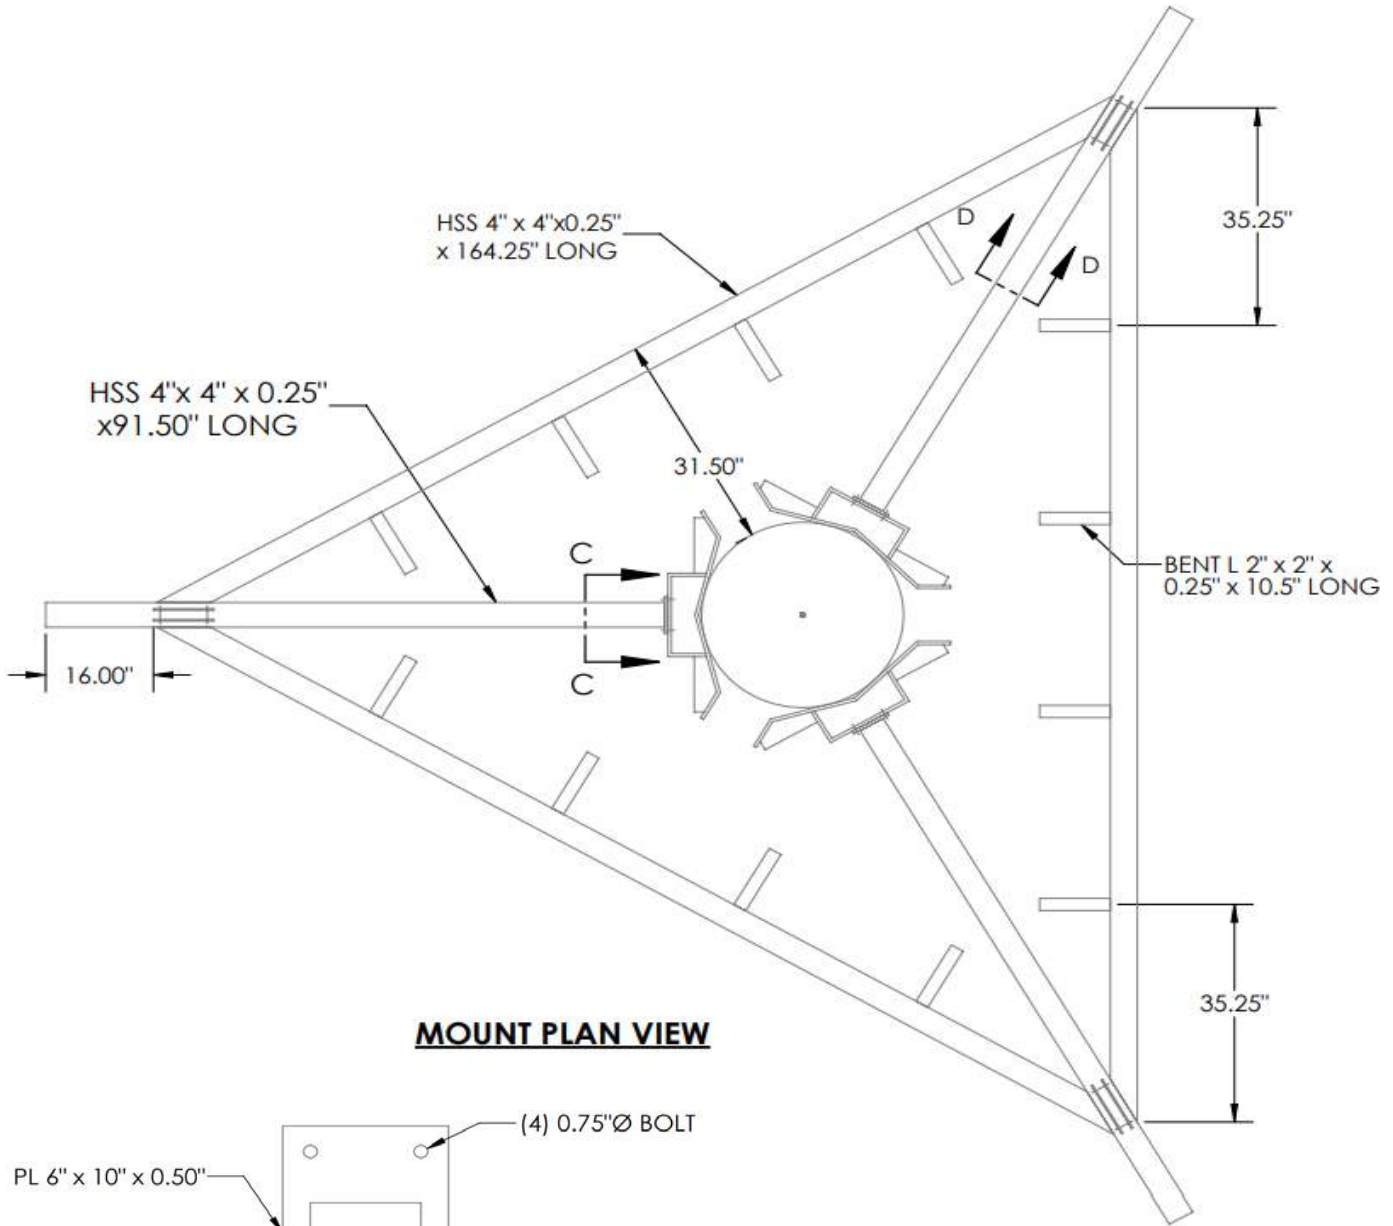 HSS 4" x 4"x0.25"
x 164.25" LONG
D
D
35.25"
HSS 4"x 4" x 0.25"
x91.50" LONG
31.50"
C
BENT L 2" x 2" x
0.25" x 10.5" LONG
16.00"
C
35.25"
MOUNT PLAN VIEW
(4) 0.75"Ø BOLT
PL 6" x 10" x 0.50"